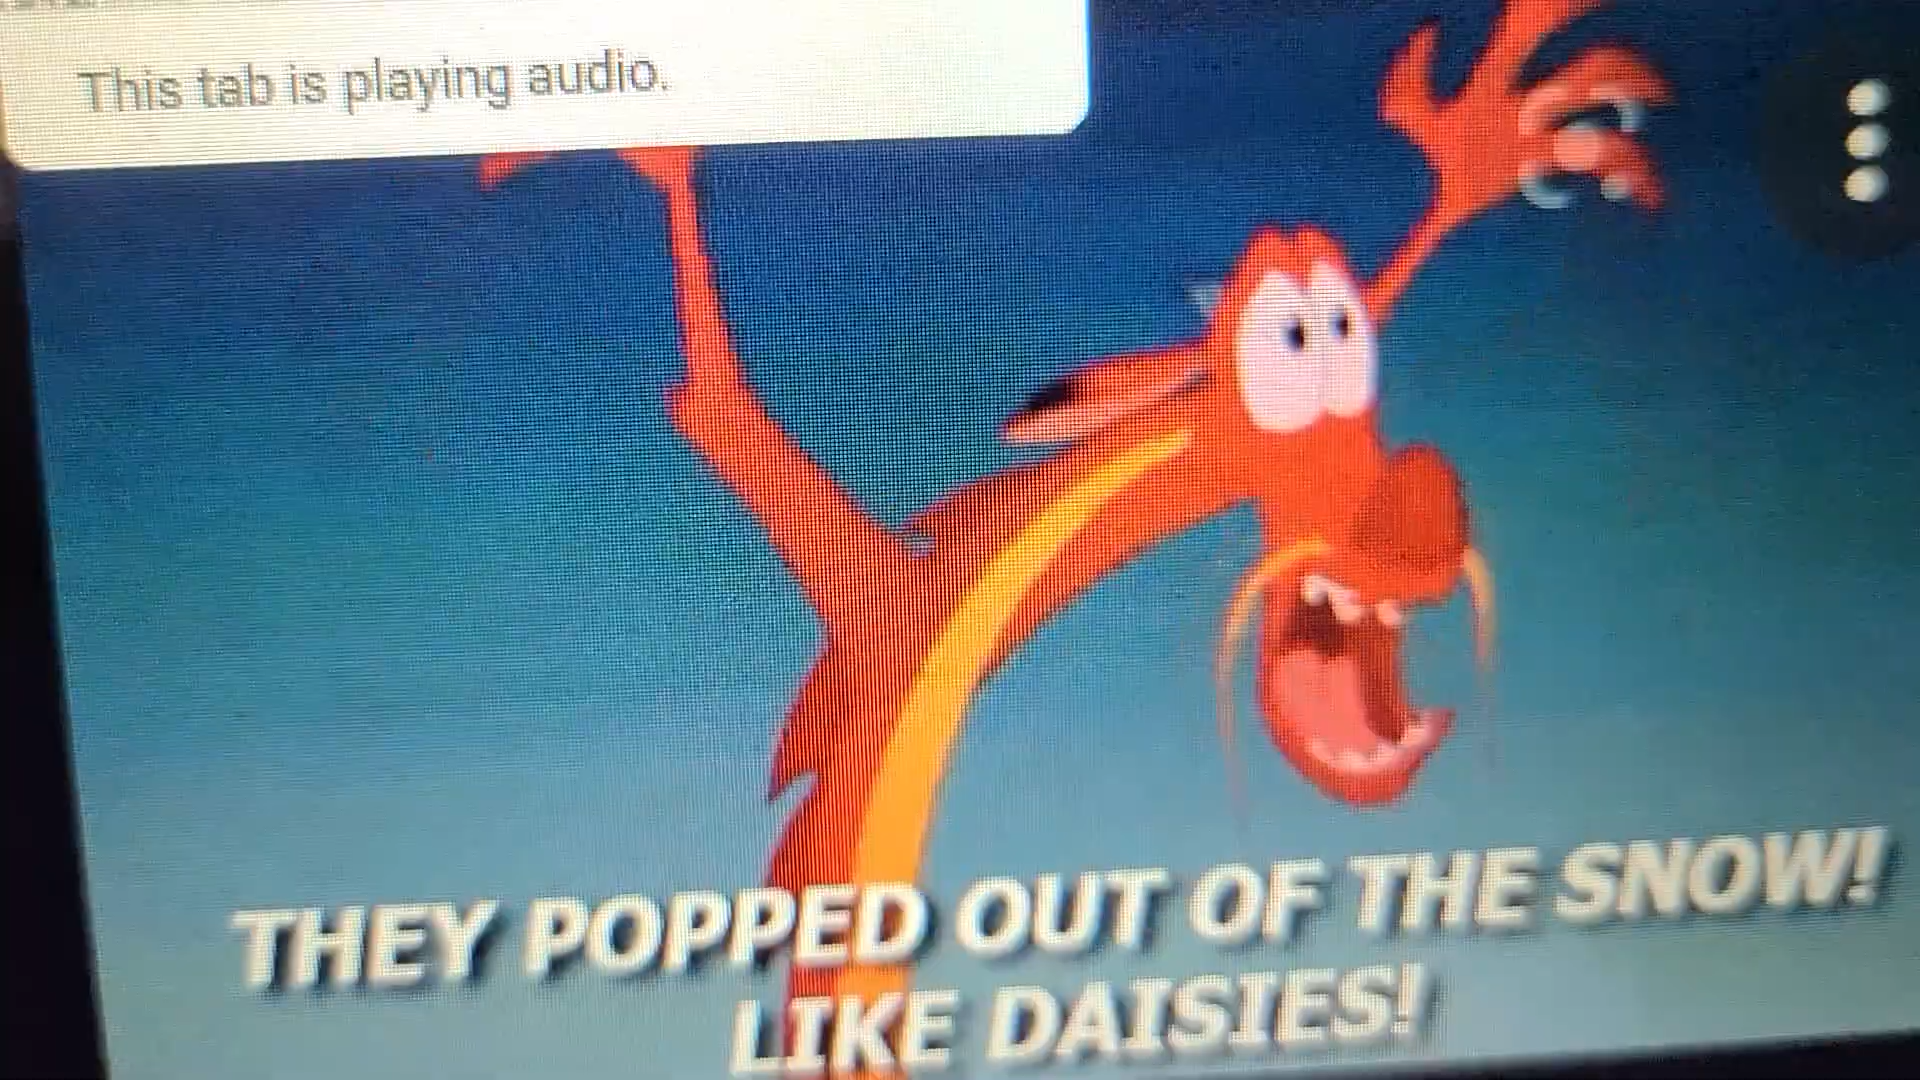 This tab is playing audio.
THEY POPPED OUT OF THE SNOW!
LIKE DAISIES!